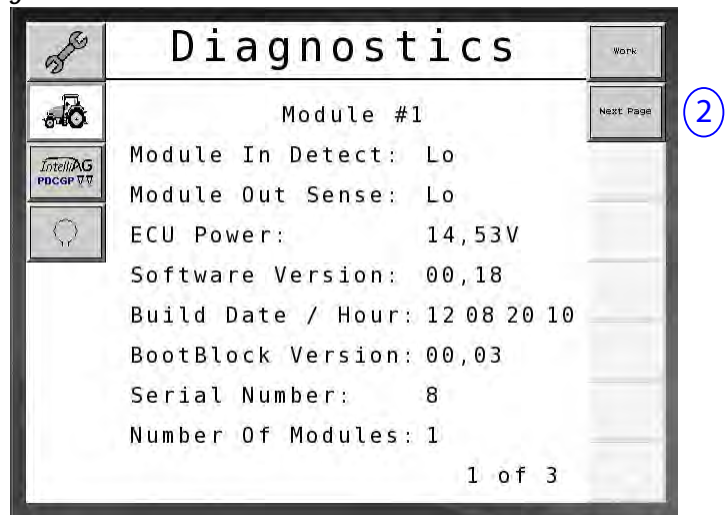 Diagnostics
Work
Next Page
2
IntelliAG
PDCGP
Module #1
Module In Detect: Lo
Module Out Sense: Lo
ECU Power: 14,53V
Software Version: 00,18
Build Date / Hour: 12 08 20 10
BootBlock Version: 00,03
Serial Number: 8
Number Of Modules: 1
1 of 3